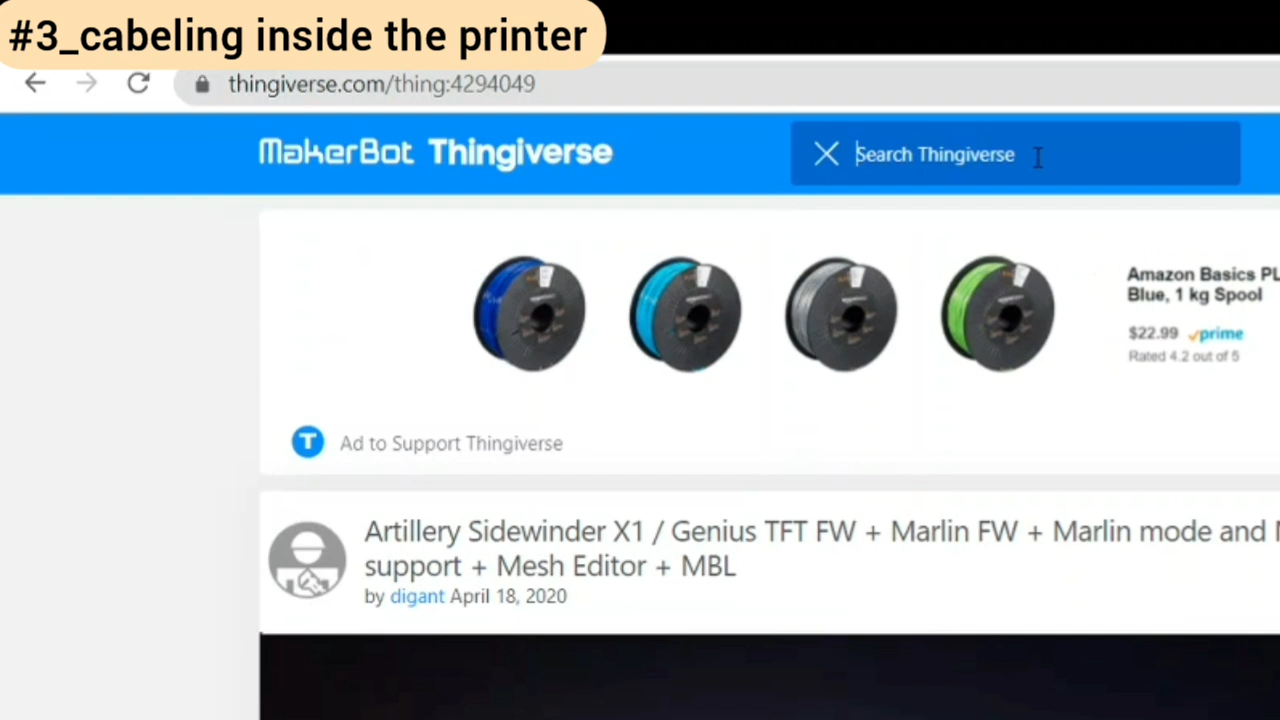 #3_cabeling inside the printer
thingiverse.com/thing:4294049
MakerBot Thingiverse
Search Thingiverse
Amazon Basics PL
Blue, 1 kg Spool
$22.99 prime
Rated 4.2 out of 5
T Ad to Support Thingiverse
Artillery Sidewinder X1 / Genius TFT FW + Marlin FW + Marlin mode and
support + Mesh Editor + MBL
by digant April 18, 2020